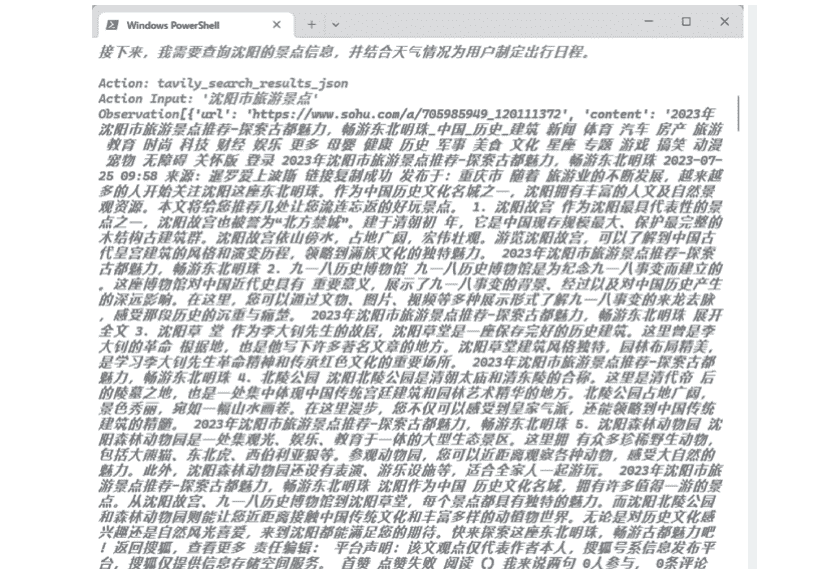 Windows PowerShell
接下来，我需要查询沈阳的景点信息，并结合天气情况为用户制定出行日程。
Action: tavily_search_results_json
Action Input: '沈阳市旅游景点'
Observation[{'url': 'https://www.sohu.com/a/705985949_120111372', 'content': '2023年
沈阳市旅游景点推荐-探索古都魅力，畅游东北明珠_中国_历史_建筑 新闻 体育 汽车 房产 旅游
教育 时尚 科技 财经 娱乐 更多 母婴 健康 历史 军事 美食 文化 星座 专题 游戏 搞笑 动漫
宠物 无障碍 关怀版 登录 2023年沈阳市旅游景点推荐-探索古都魅力，畅游东北明珠 2023-07-
25 09:58 来源: 暹罗爱上波斯 链接复制成功 发布于: 重庆市 随着 旅游业的不断发展，越来越
多的人开始关注沈阳这座东北明珠。作为中国历史文化名城之一，沈阳拥有丰富的人文及自然景
观资源。本文将给您推荐几处让您流连忘返的好玩景点。 1. 沈阳故宫 作为沈阳最具代表性的景
点之一，沈阳故宫也被誉为“北方禁城”。建于清朝初 年，它是中国现存规模最大、保护最完整的
木结构古建筑群。沈阳故宫依山傍水，占地广阔，宏伟壮观。游览沈阳故宫，可以了解到中国古
代皇宫建筑的风格和演变历程，领略到满族文化的独特魅力。 2023年沈阳市旅游景点推荐-探索
古都魅力，畅游东北明珠 2. 九一八历史博物馆 九一八历史博物馆是为纪念九一八事变而建立的
。这座博物馆对中国近代史具有 重要意义，展示了九一八事变的背景、经过以及对中国历史产生
的深远影响。在这里，您可以通过文物、图片、视频等多种展示形式了解九一八事变的来龙去脉
，感受那段历史的沉重与痛楚。 2023年沈阳市旅游景点推荐-探索古都魅力，畅游东北明珠 展开
全文 3. 沈阳草 堂 作为李大钊先生的故居，沈阳草堂是一座保存完好的历史建筑。这里曾是李
大钊的革命 根据地，也是他写下许多著名文章的地方。沈阳草堂建筑风格独特，园林布局精美，
是学习李大钊先生革命精神和传承红色文化的重要场所。 2023年沈阳市旅游景点推荐-探索古都
魅力，畅游东北明珠 4. 北陵公园 沈阳北陵公园是清朝太庙和清东陵的合称。这里是清代帝 后
的陵墓之地，也是一处集中体现中国传统宫廷建筑和园林艺术精华的地方。北陵公园占地广阔，
景色秀丽，宛如一幅山水画卷。在这里漫步，您不仅可以感受到皇家气派，还能领略到中国传统
建筑的精髓。 2023年沈阳市旅游景点推荐-探索古都魅力，畅游东北明珠 5. 沈阳森林动物园 沈
阳森林动物园是一处集观光、娱乐、教育于一体的大型生态景区。这里拥 有众多珍稀野生动物，
包括大熊猫、东北虎、西伯利亚狼等。参观动物园，您可以近距离观察各种动物，感受大自然的
魅力。此外，沈阳森林动物园还设有表演、游乐设施等，适合全家人一起游玩。 2023年沈阳市旅
游景点推荐-探索古都魅力，畅游东北明珠 沈阳作为中国 历史文化名城，拥有许多值得一游的景
点。从沈阳故宫、九一八历史博物馆到沈阳草堂，每个景点都具有独特的魅力。而沈阳北陵公园
和森林动物园则能让您近距离接触中国传统文化和丰富多样的动植物世界。无论是对历史文化感
兴趣还是自然风光喜爱，来到沈阳都能满足您的期待。快来探索这座东北明珠，畅游古都魅力吧
！返回搜狐，查看更多 责任编辑： 平台声明：该文观点仅代表作者本人，搜狐号系信息发布平
台，搜狐仅提供信息存储空间服务。 首赞 点赞失败 阅读 () 我来说两句 0人参与， 0条评论